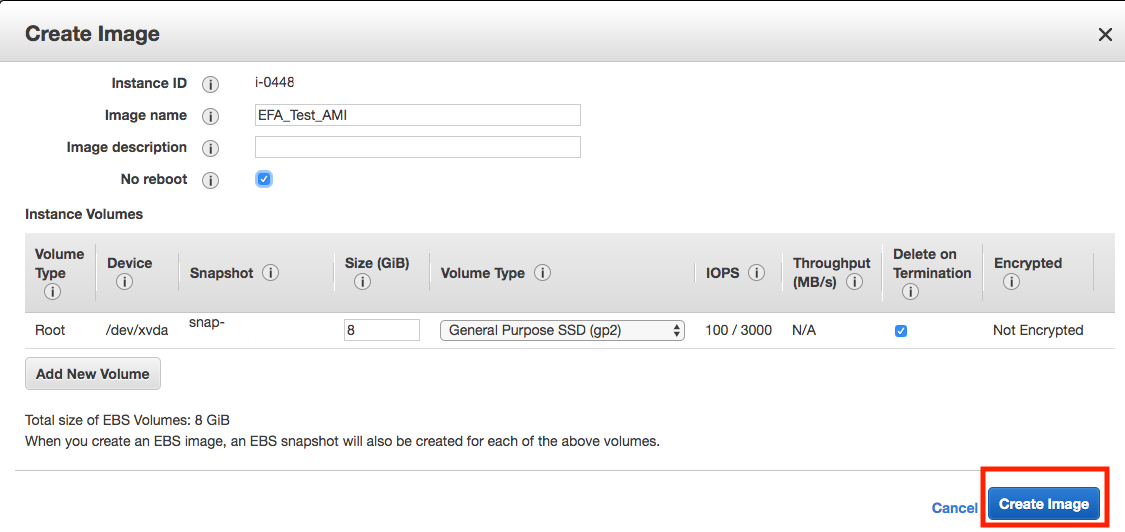 Create Image
Instance ID i i-0448
Image name i EFA_Test_AMI
Image description i
No reboot i
Instance Volumes
Volume Type i Device i Snapshot i Size (GiB) i Volume Type i IOPS i Throughput (MB/s) i Delete on Termination i Encrypted i
Root /dev/xvda snap- 8 General Purpose SSD (gp2) 100 / 3000 N/A Not Encrypted
Add New Volume
Total size of EBS Volumes: 8 GiB
When you create an EBS image, an EBS snapshot will also be created for each of the above volumes.
Cancel Create Image